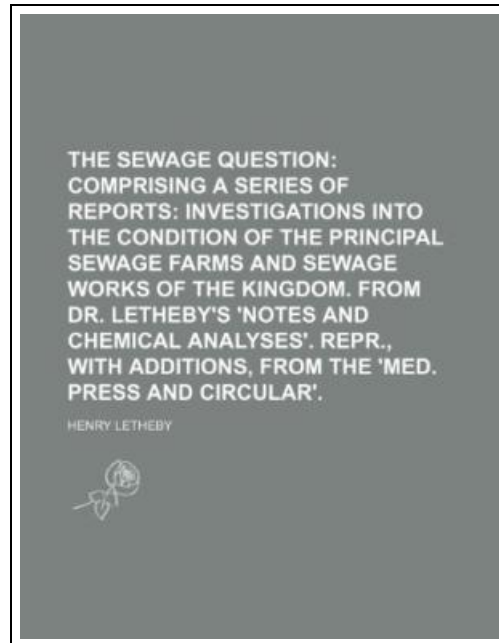 THE SEWAGE QUESTION:
COMPRISING A SERIES OF
REPORTS: INVESTIGATIONS INTO
THE CONDITION OF THE PRINCIPAL
SEWAGE FARMS AND SEWAGE
WORKS OF THE KINGDOM. FROM
DR. LETHEBY'S 'NOTES AND
CHEMICAL ANALYSES'. REPR.,
WITH ADDITIONS, FROM THE 'MED.
PRESS AND CIRCULAR'.
HENRY LETHEBY